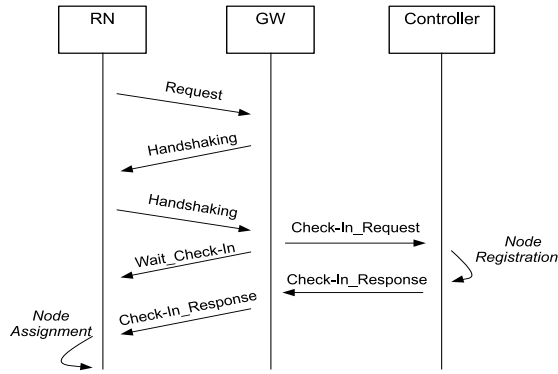 RN
GW
Controller
Request
Handshaking
Handshaking
Check-In_Request
Wait_Check-In
Node
Registration
Check-In_Response
Check-In_Response
Node
Assignment